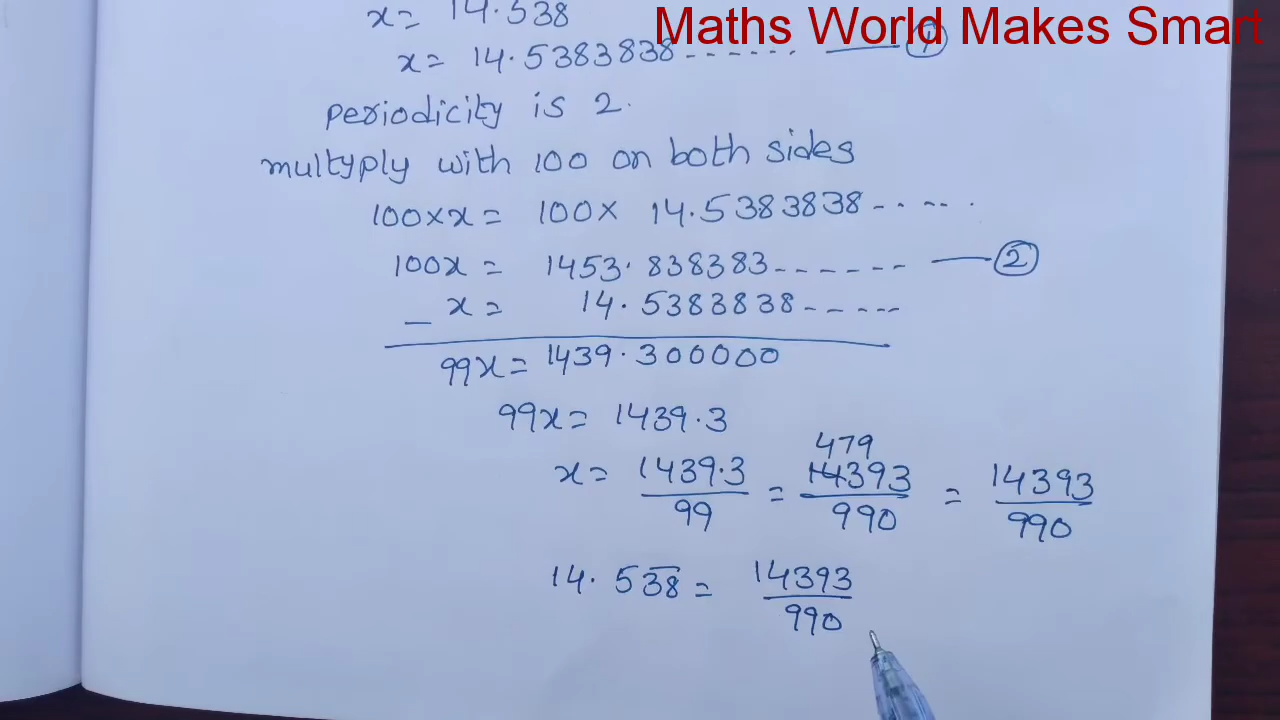 x= 14.538
Maths World Makes Smart
x= 14.5383838------- —— ①
periodicity is 2.
multyply with 100 on both sides
100×x = 100× 14.5383838-----
100x = 1453.838383------ —— ②
— x = 14.5383838-----
99x = 1439.300000
99x = 1439.3
479
x = 1439.3/99 = 14393/990 = 14393/990
14.538̅ = 14393/990